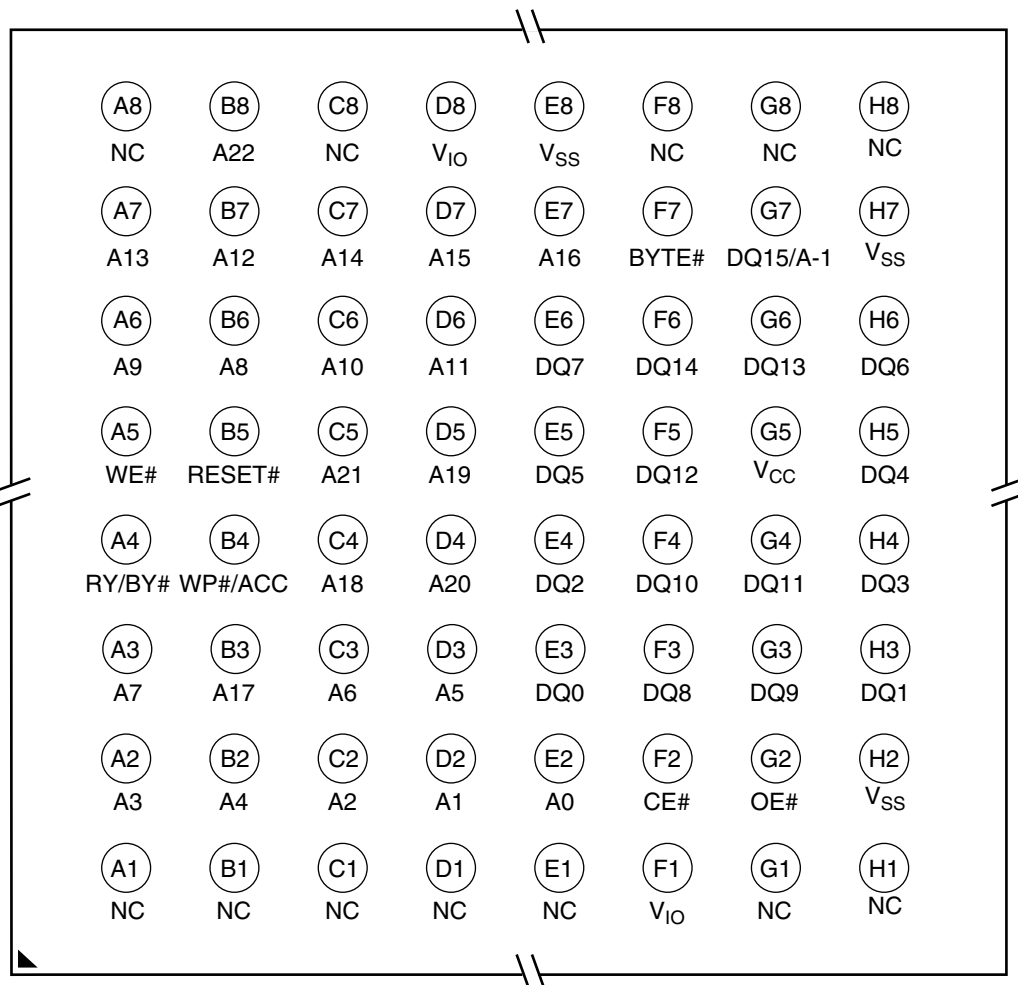 A8 B8 C8 D8 E8 F8 G8 H8
NC A22 NC VIO VSS NC NC NC
A7 B7 C7 D7 E7 F7 G7 H7
A13 A12 A14 A15 A16 BYTE# DQ15/A-1 VSS
A6 B6 C6 D6 E6 F6 G6 H6
A9 A8 A10 A11 DQ7 DQ14 DQ13 DQ6
A5 B5 C5 D5 E5 F5 G5 H5
WE# RESET# A21 A19 DQ5 DQ12 VCC DQ4
A4 B4 C4 D4 E4 F4 G4 H4
RY/BY# WP#/ACC A18 A20 DQ2 DQ10 DQ11 DQ3
A3 B3 C3 D3 E3 F3 G3 H3
A7 A17 A6 A5 DQ0 DQ8 DQ9 DQ1
A2 B2 C2 D2 E2 F2 G2 H2
A3 A4 A2 A1 A0 CE# OE# VSS
A1 B1 C1 D1 E1 F1 G1 H1
NC NC NC NC NC VIO NC NC